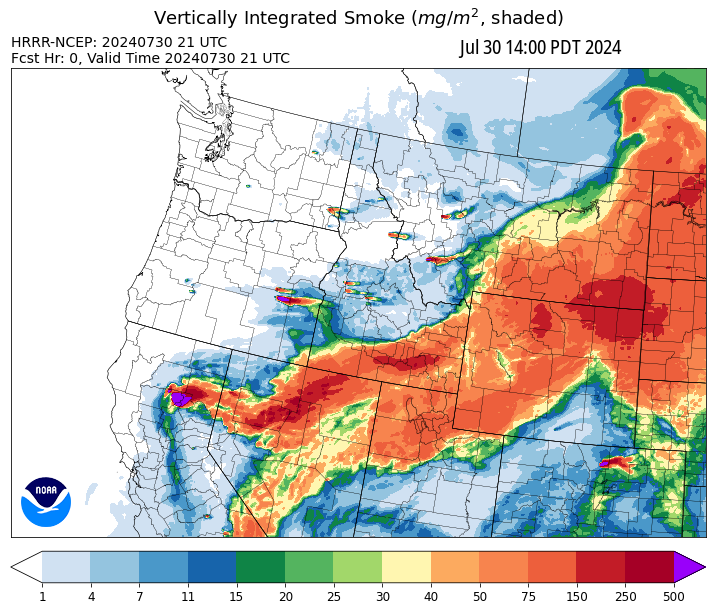 Vertically Integrated Smoke (mg/m², shaded)
HRRR-NCEP: 20240730 21 UTC
Jul 30 14:00 PDT 2024
Fcst Hr: 0, Valid Time 20240730 21 UTC
NOAA
1 4 7 11 15 20 25 30 40 50 75 150 250 500